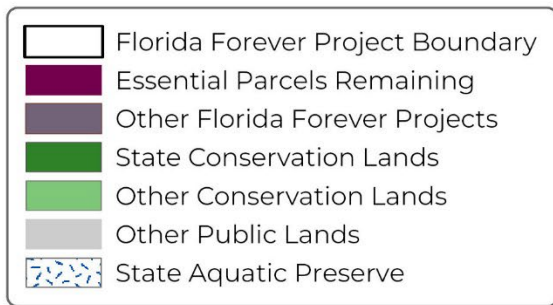 Florida Forever Project Boundary
Essential Parcels Remaining
Other Florida Forever Projects
State Conservation Lands
Other Conservation Lands
Other Public Lands
State Aquatic Preserve